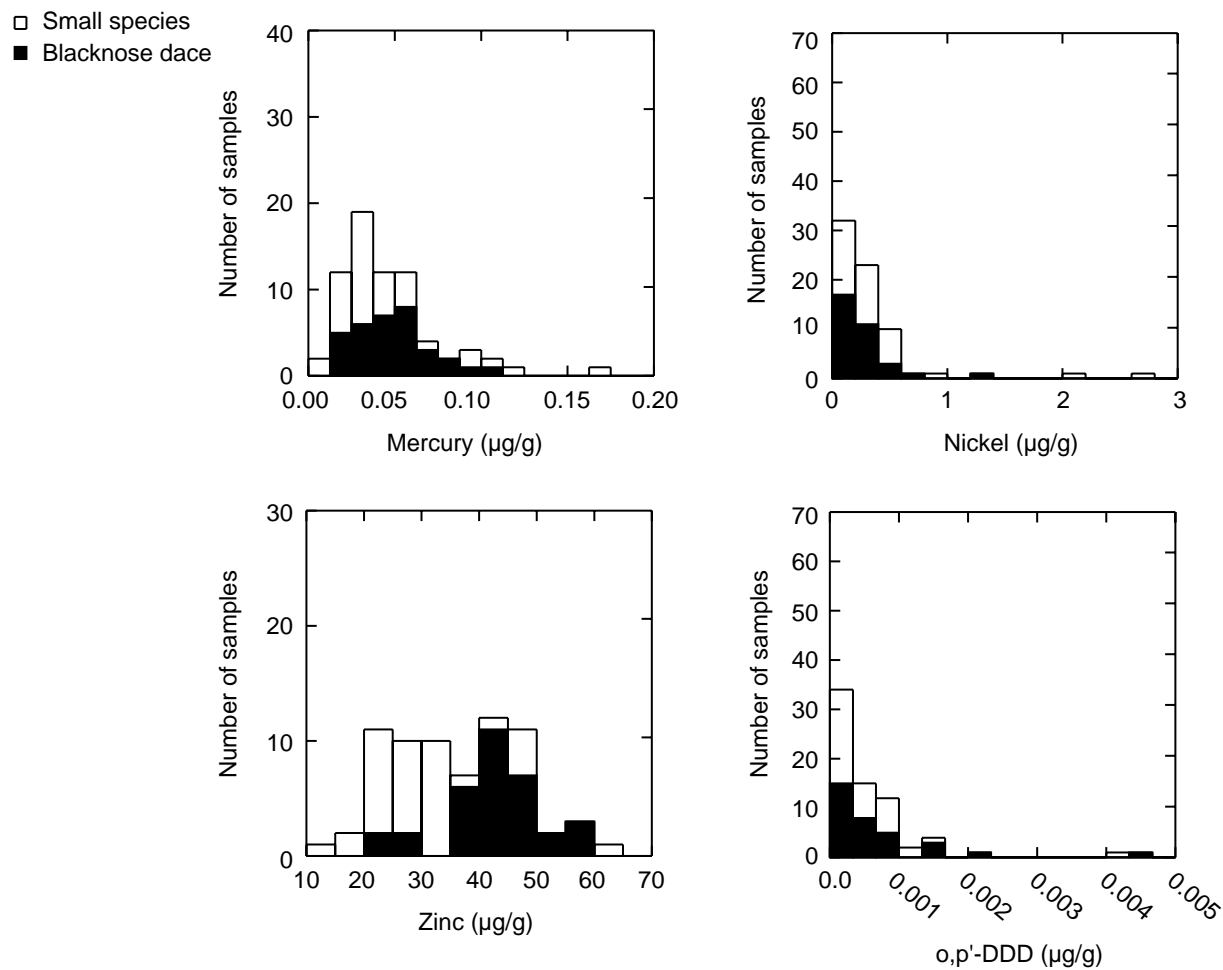 Small species
Blacknose dace
Number of samples
40
30
20
10
0
0.00 0.05 0.10 0.15 0.20
Mercury (µg/g)
Number of samples
70
60
50
40
30
20
10
0
0 1 2 3
Nickel (µg/g)
Number of samples
30
20
10
0
10 20 30 40 50 60 70
Zinc (µg/g)
Number of samples
70
60
50
40
30
20
10
0
0.0 0.001 0.002 0.003 0.004 0.005
o,p'-DDD (µg/g)